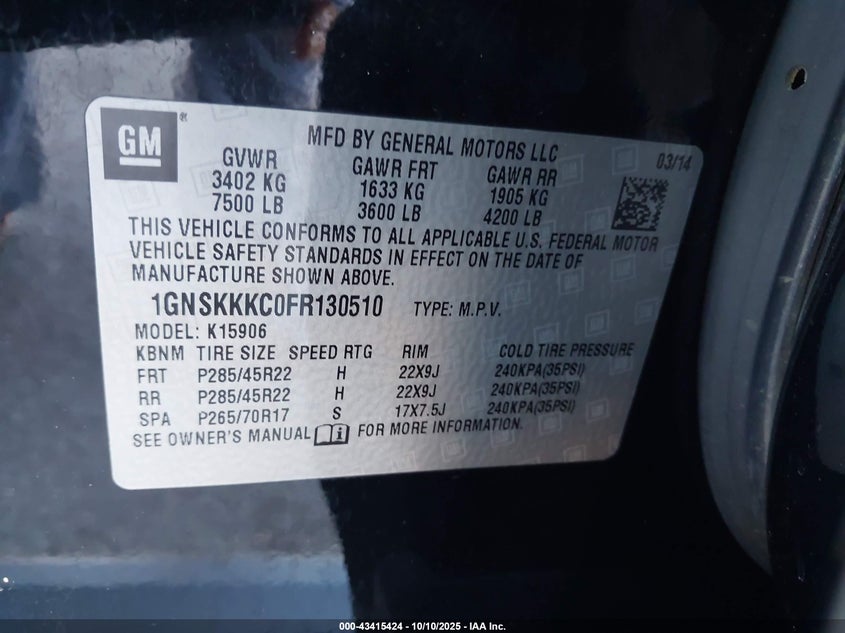 GM®
MFD BY GENERAL MOTORS LLC
03/14
GVWR GAWR FRT GAWR RR
3402 KG 1633 KG 1905 KG
7500 LB 3600 LB 4200 LB
THIS VEHICLE CONFORMS TO ALL APPLICABLE U.S. FEDERAL MOTOR
VEHICLE SAFETY STANDARDS IN EFFECT ON THE DATE OF
MANUFACTURE SHOWN ABOVE.
1GNSKKKC0FR130510 TYPE: M.P.V.
MODEL: K15906
KBNM TIRE SIZE SPEED RTG RIM COLD TIRE PRESSURE
FRT P285/45R22 H 22X9J 240KPA(35PSI)
RR P285/45R22 H 22X9J 240KPA(35PSI)
SPA P265/70R17 S 17X7.5J 240KPA(35PSI)
SEE OWNER'S MANUAL i FOR MORE INFORMATION.
000-43415424 - 10/10/2025 - IAA Inc.